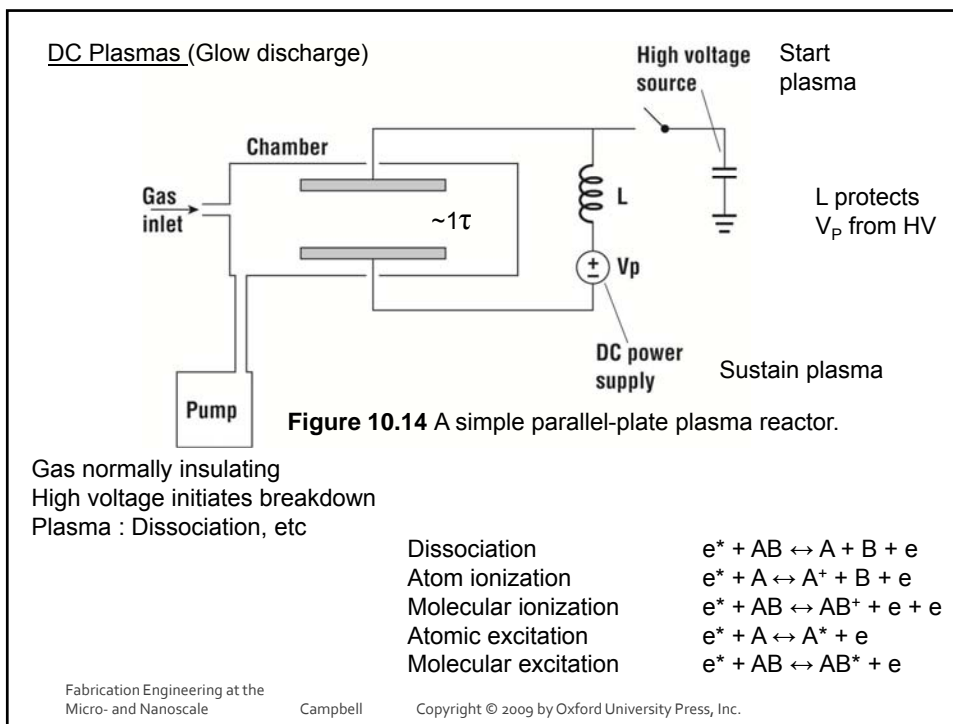 DC Plasmas (Glow discharge)
High voltage
source
Start
plasma
Chamber
Gas
inlet
~1τ
L
L protects
VP from HV
+
−
Vp
DC power
supply
Sustain plasma
Pump
Figure 10.14 A simple parallel-plate plasma reactor.
Gas normally insulating
High voltage initiates breakdown
Plasma : Dissociation, etc
Dissociation e* + AB ↔ A + B + e
Atom ionization e* + A ↔ A⁺ + B + e
Molecular ionization e* + AB ↔ AB⁺ + e + e
Atomic excitation e* + A ↔ A* + e
Molecular excitation e* + AB ↔ AB* + e
Fabrication Engineering at the
Micro- and Nanoscale Campbell Copyright © 2009 by Oxford University Press, Inc.